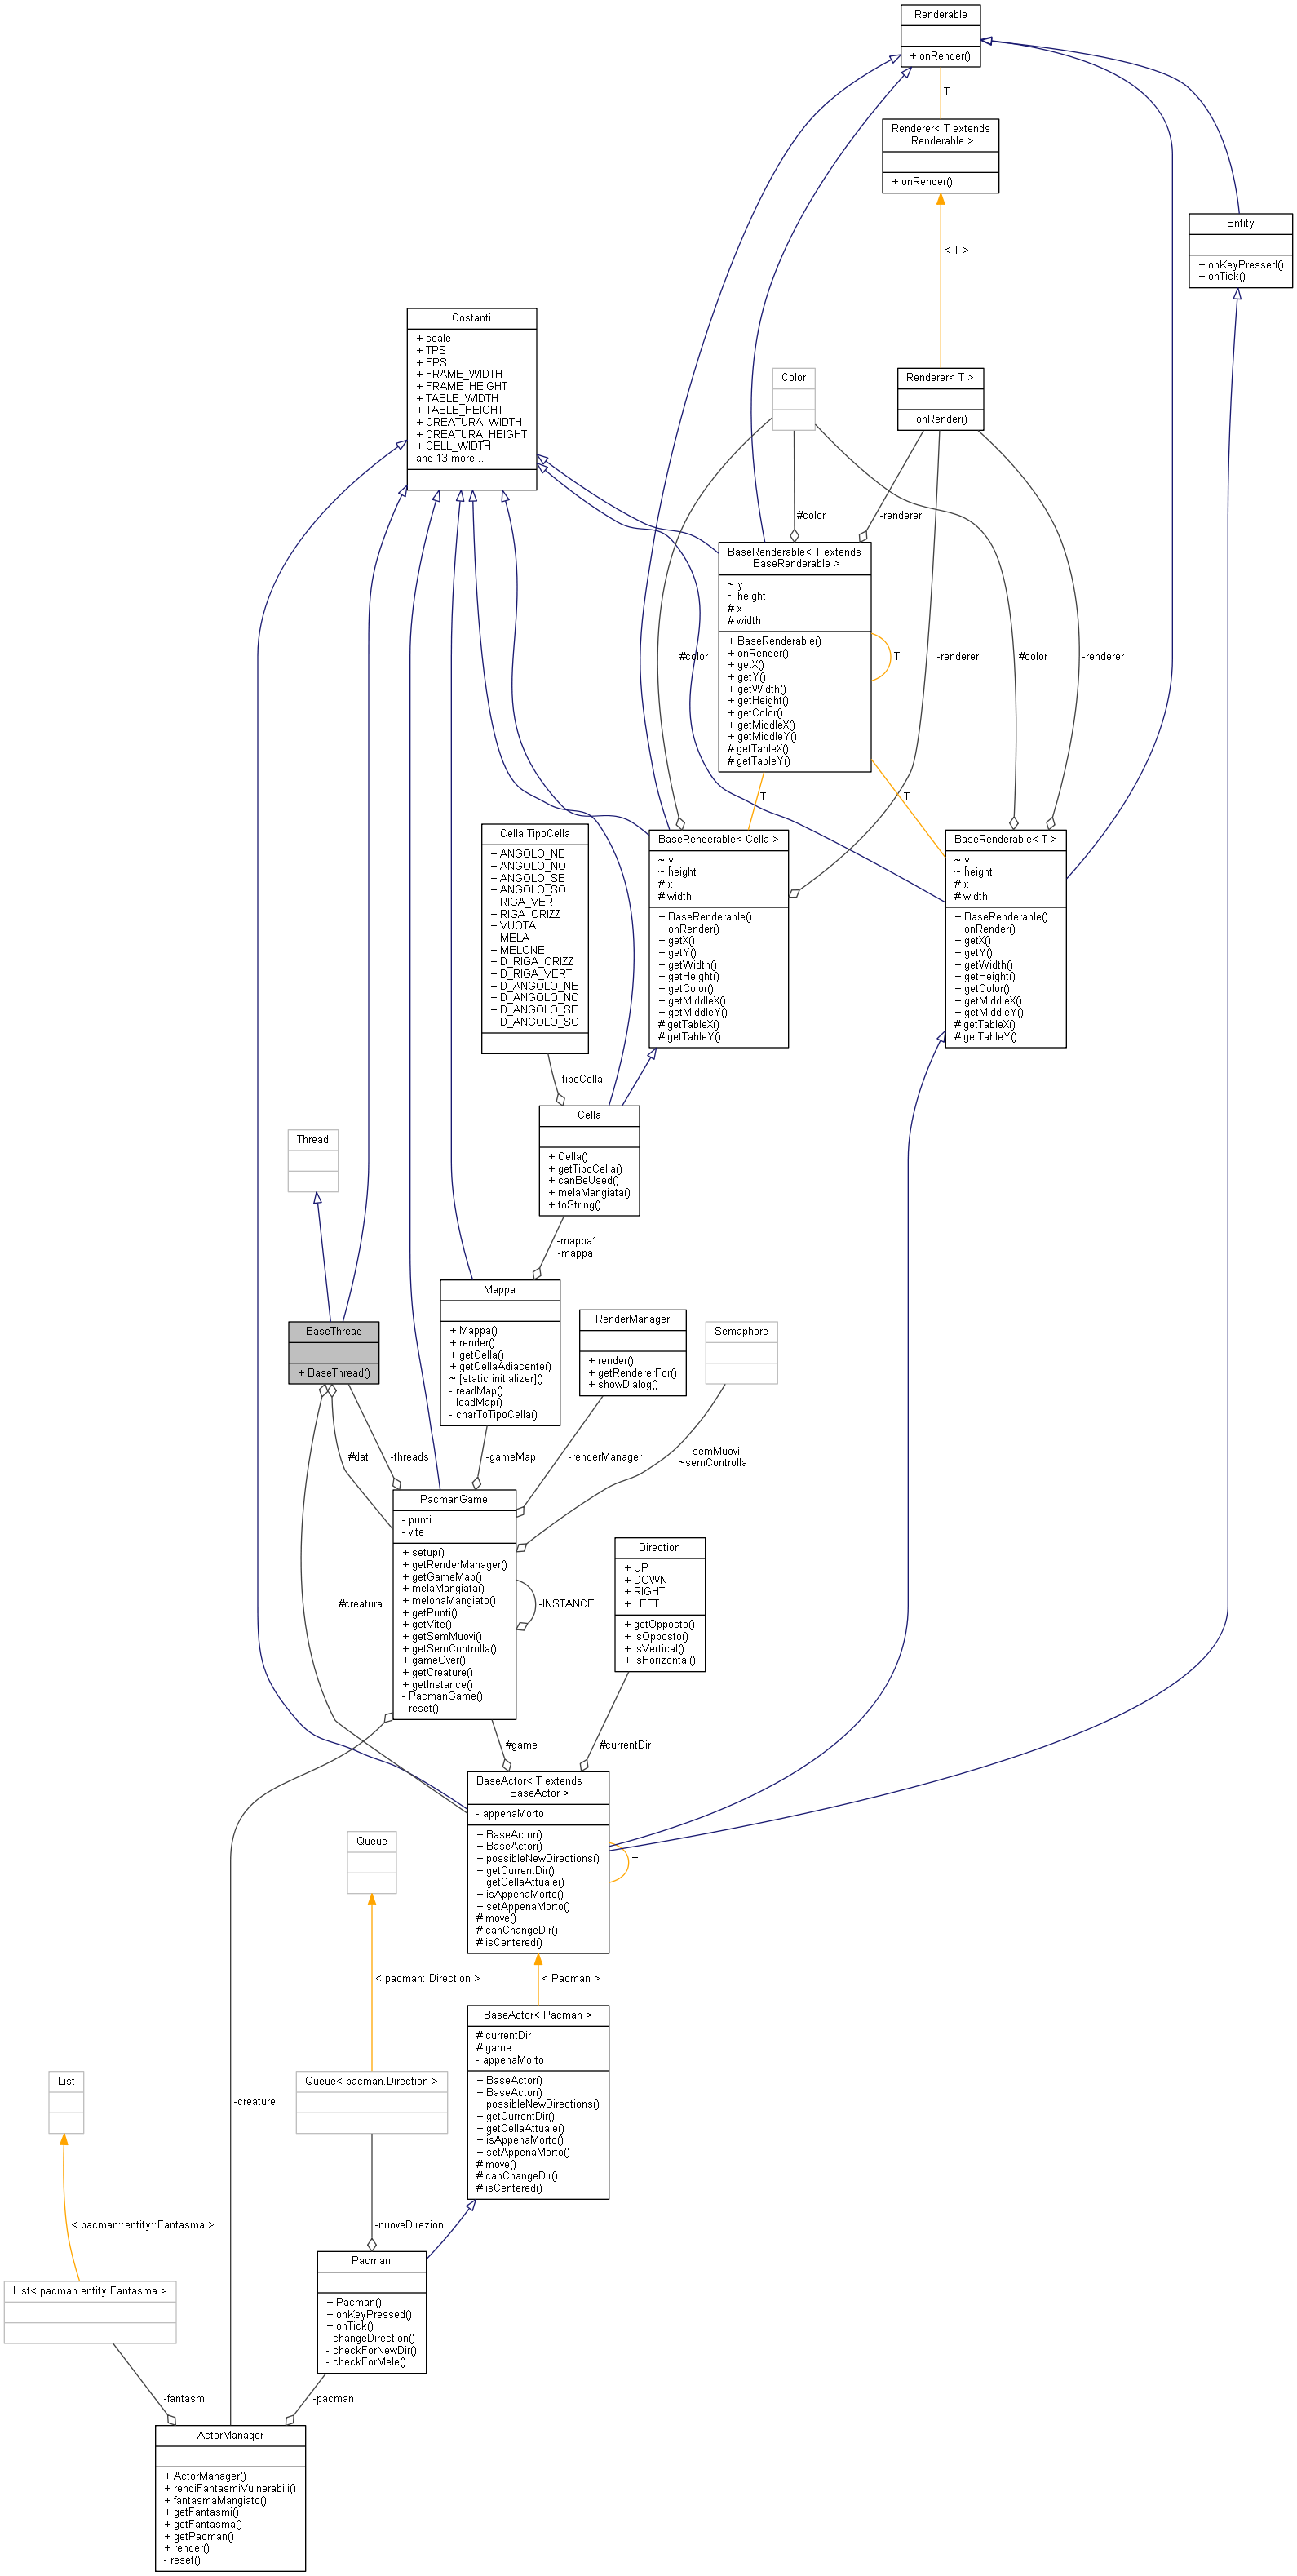 Renderable
+ onRender()
T
Renderer< T extends
Renderable >
+ onRender()
< T >
Entity
+ onKeyPressed()
+ onTick()
Costanti
+ scale
+ TPS
+ FPS
+ FRAME_WIDTH
+ FRAME_HEIGHT
+ TABLE_WIDTH
+ TABLE_HEIGHT
+ CREATURA_WIDTH
+ CREATURA_HEIGHT
+ CELL_WIDTH
and 13 more...
Color
Renderer< T >
+ onRender()
#color
-renderer
BaseRenderable< T extends
BaseRenderable >
~ y
~ height
# x
# width
+ BaseRenderable()
+ onRender()
+ getX()
+ getY()
+ getWidth()
+ getHeight()
+ getColor()
+ getMiddleX()
+ getMiddleY()
# getTableX()
# getTableY()
T
#color
-renderer
#color
-renderer
T
T
Cella.TipoCella
+ ANGOLO_NE
+ ANGOLO_NO
+ ANGOLO_SE
+ ANGOLO_SO
+ RIGA_VERT
+ RIGA_ORIZZ
+ VUOTA
+ MELA
+ MELONE
+ D_RIGA_ORIZZ
+ D_RIGA_VERT
+ D_ANGOLO_NE
+ D_ANGOLO_NO
+ D_ANGOLO_SE
+ D_ANGOLO_SO
BaseRenderable< Cella >
~ y
~ height
# x
# width
+ BaseRenderable()
+ onRender()
+ getX()
+ getY()
+ getWidth()
+ getHeight()
+ getColor()
+ getMiddleX()
+ getMiddleY()
# getTableX()
# getTableY()
BaseRenderable< T >
~ y
~ height
# x
# width
+ BaseRenderable()
+ onRender()
+ getX()
+ getY()
+ getWidth()
+ getHeight()
+ getColor()
+ getMiddleX()
+ getMiddleY()
# getTableX()
# getTableY()
-tipoCella
Cella
+ Cella()
+ getTipoCella()
+ canBeUsed()
+ melaMangiata()
+ toString()
Thread
-mappa1
-mappa
Mappa
+ Mappa()
+ render()
+ getCella()
+ getCellaAdiacente()
~ [static initializer]()
- readMap()
- loadMap()
- charToTipoCella()
BaseThread
+ BaseThread()
RenderManager
+ render()
+ getRendererFor()
+ showDialog()
Semaphore
#dati
-threads
-gameMap
-renderManager
-semMuovi
~semControlla
PacmanGame
- punti
- vite
+ setup()
+ getRenderManager()
+ getGameMap()
+ melaMangiata()
+ melonaMangiato()
+ getPunti()
+ getVite()
+ getSemMuovi()
+ getSemControlla()
+ gameOver()
+ getCreature()
+ getInstance()
- PacmanGame()
- reset()
-INSTANCE
#creatura
Direction
+ UP
+ DOWN
+ RIGHT
+ LEFT
+ getOpposto()
+ isOpposto()
+ isVertical()
+ isHorizontal()
#game
#currentDir
BaseActor< T extends
BaseActor >
- appenaMorto
+ BaseActor()
+ BaseActor()
+ possibleNewDirections()
+ getCurrentDir()
+ getCellaAttuale()
+ isAppenaMorto()
+ setAppenaMorto()
# move()
# canChangeDir()
# isCentered()
T
Queue
< pacman::Direction >
< Pacman >
BaseActor< Pacman >
# currentDir
# game
- appenaMorto
+ BaseActor()
+ BaseActor()
+ possibleNewDirections()
+ getCurrentDir()
+ getCellaAttuale()
+ isAppenaMorto()
+ setAppenaMorto()
# move()
# canChangeDir()
# isCentered()
List
Queue< pacman.Direction >
-creature
< pacman::entity::Fantasma >
-nuoveDirezioni
List< pacman.entity.Fantasma >
Pacman
+ Pacman()
+ onKeyPressed()
+ onTick()
- changeDirection()
- checkForNewDir()
- checkForMele()
-fantasmi
-pacman
ActorManager
+ ActorManager()
+ rendiFantasmiVulnerabili()
+ fantasmaMangiato()
+ getFantasmi()
+ getFantasma()
+ getPacman()
+ render()
- reset()